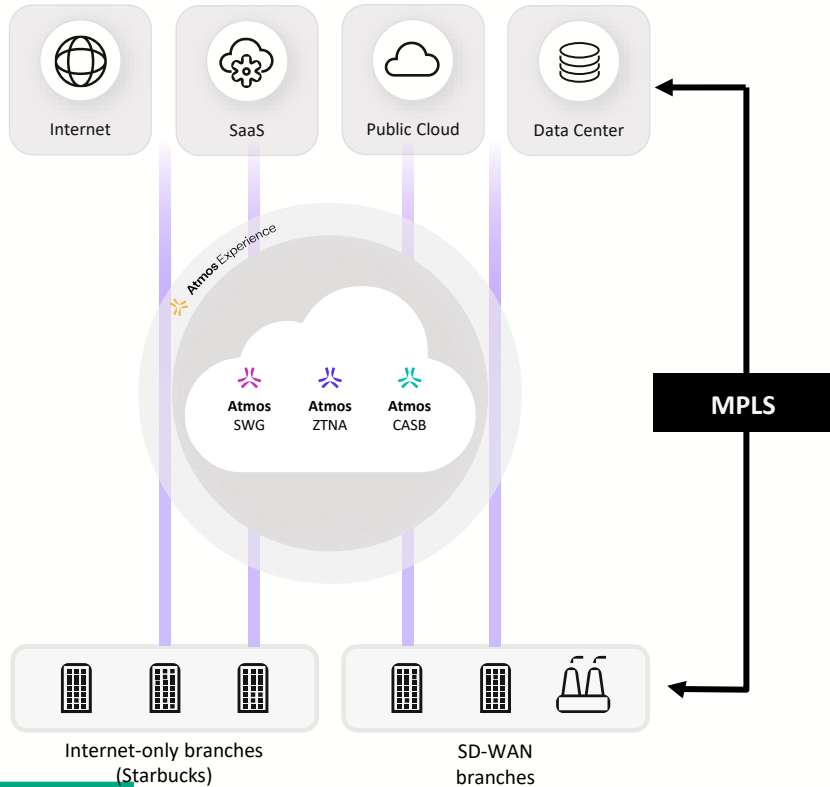 Internet
SaaS
Public Cloud
Data Center
Atmos Experience
Atmos
SWG
Atmos
ZTNA
Atmos
CASB
MPLS
Internet-only branches
(Starbucks)
SD-WAN
branches